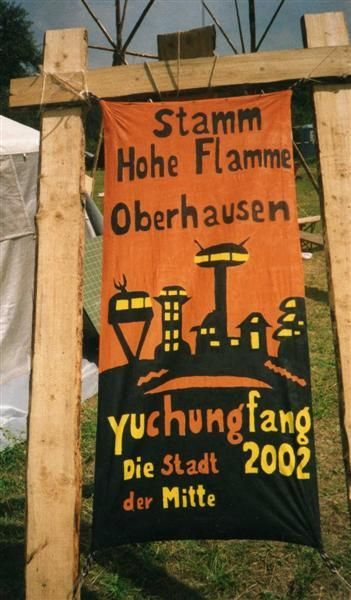 Stamm
Hohe Flamme
Oberhausen
yuchungfang
Die Stadt 2002
der Mitte